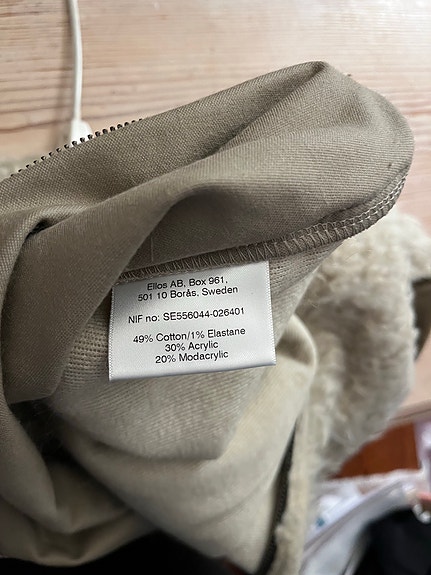 Ellos AB, Box 961,
501 10 Borås, Sweden
NIF no: SE556044-026401
49% Cotton/1% Elastane
30% Acrylic
20% Modacrylic